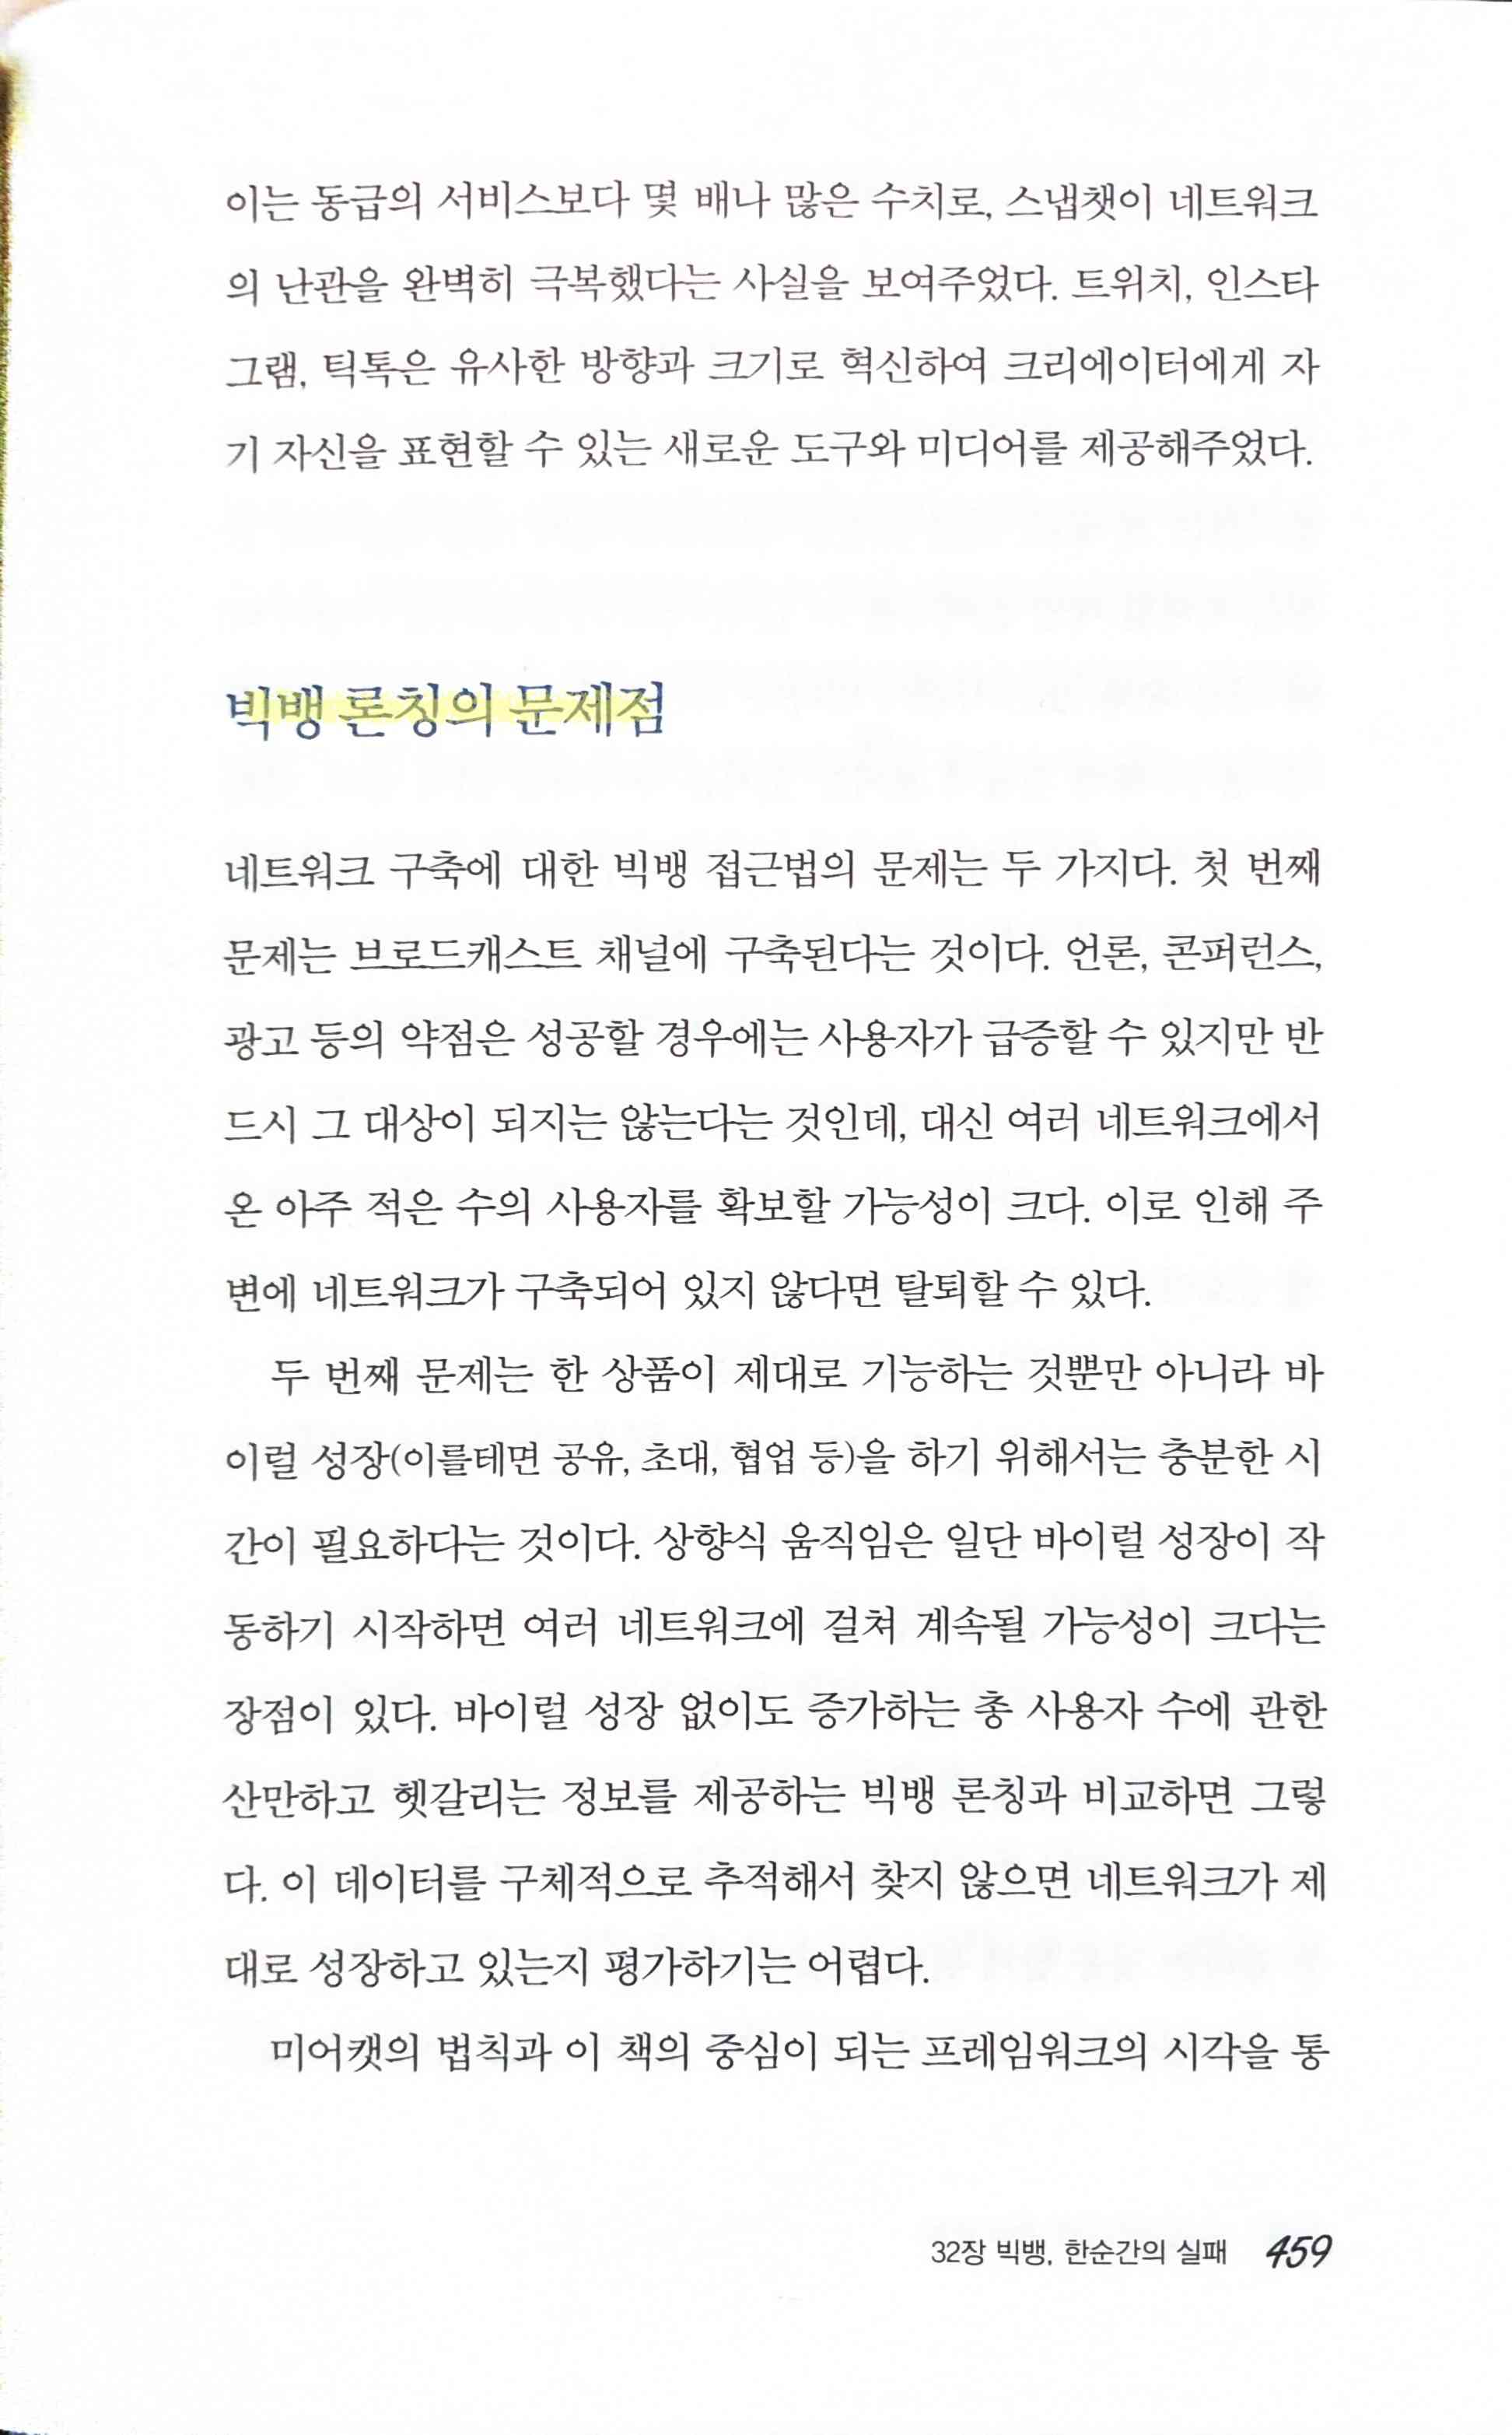 이는 동급의 서비스보다 몇 배나 많은 수치로, 스냅챗이 네트워크
의 난관을 완벽히 극복했다는 사실을 보여주었다. 트위치, 인스타
그램, 틱톡은 유사한 방향과 크기로 혁신하여 크리에이터에게 자
기 자신을 표현할 수 있는 새로운 도구와 미디어를 제공해주었다.
빅뱅 론칭의 문제점
네트워크 구축에 대한 빅뱅 접근법의 문제는 두 가지다. 첫 번째
문제는 브로드캐스트 채널에 구축된다는 것이다. 언론, 콘퍼런스,
광고 등의 약점은 성공할 경우에는 사용자가 급증할 수 있지만 반
드시 그 대상이 되지는 않는다는 것인데, 대신 여러 네트워크에서
온 아주 적은 수의 사용자를 확보할 가능성이 크다. 이로 인해 주
변에 네트워크가 구축되어 있지 않다면 탈퇴할 수 있다.
두 번째 문제는 한 상품이 제대로 기능하는 것뿐만 아니라 바
이럴 성장(이를테면 공유, 초대, 협업 등)을 하기 위해서는 충분한 시
간이 필요하다는 것이다. 상향식 움직임은 일단 바이럴 성장이 작
동하기 시작하면 여러 네트워크에 걸쳐 계속될 가능성이 크다는
장점이 있다. 바이럴 성장 없이도 증가하는 총 사용자 수에 관한
산만하고 헷갈리는 정보를 제공하는 빅뱅 론칭과 비교하면 그렇
다. 이 데이터를 구체적으로 추적해서 찾지 않으면 네트워크가 제
대로 성장하고 있는지 평가하기는 어렵다.
미어캣의 법칙과 이 책의 중심이 되는 프레임워크의 시각을 통
32장 빅뱅, 한순간의 실패 459